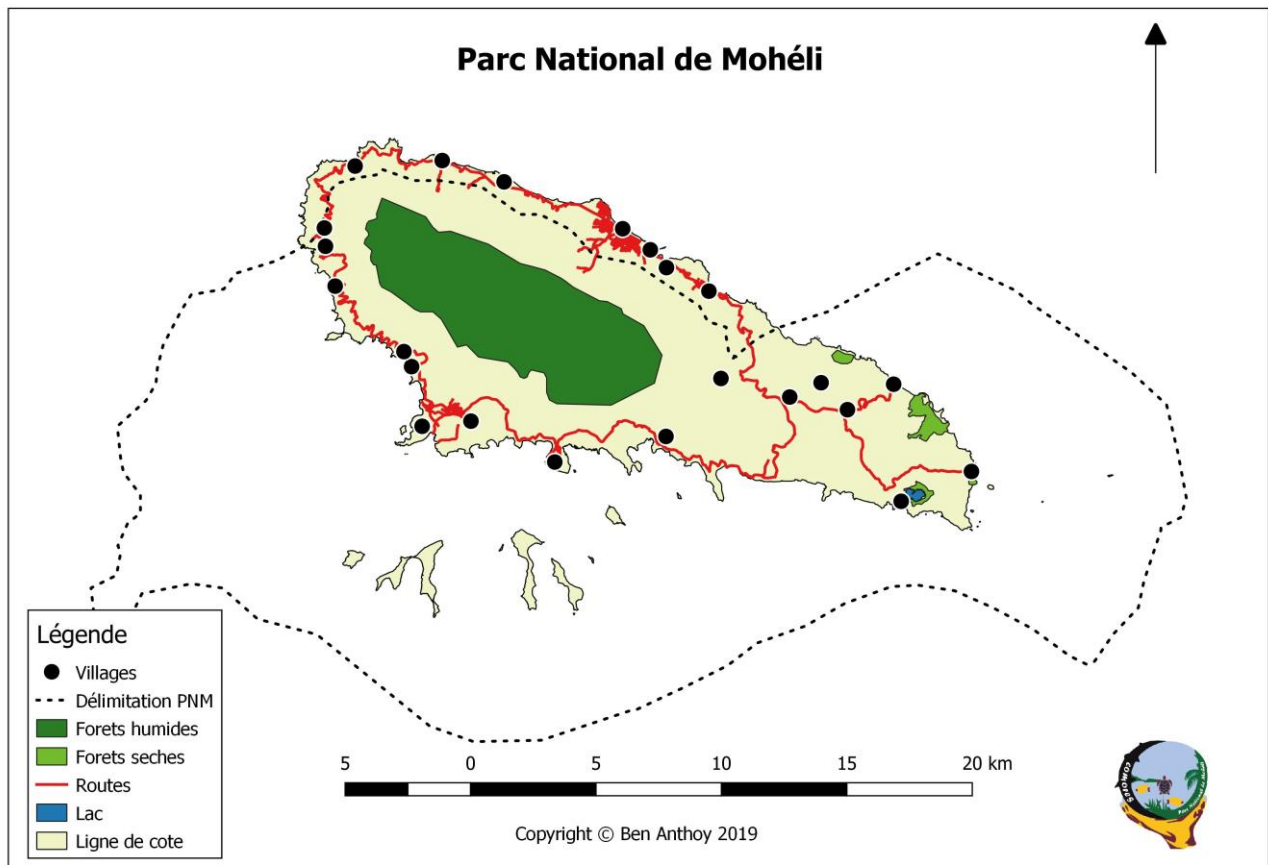 Parc National de Mohéli
Légende
Villages
Délimitation PNM
Forets humides
Forets seches
Routes
Lac
Ligne de cote
5 0 5 10 15 20 km
Copyright © Ben Anthoy 2019
COMORES